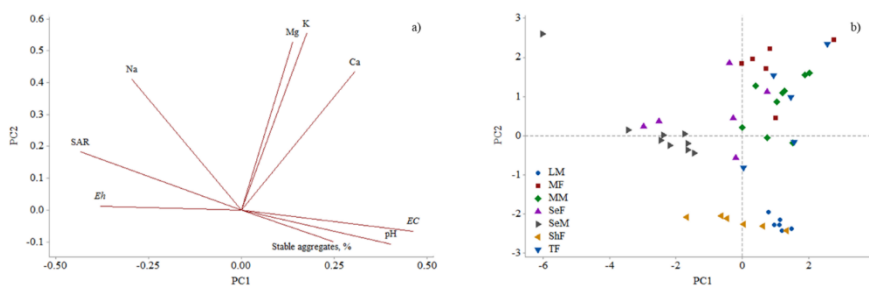 a)
0.6
0.5
0.4
0.3
0.2
0.1
0.0
-0.1
PC2
K
Mg
Ca
Na
SAR
Eh
EC
pH
Stable aggregates, %
-0.50
-0.25
0.00
0.25
0.50
PC1
b)
3
2
1
0
-1
-2
-3
PC2
LM
MF
MM
SeF
SeM
ShF
TF
-6
-4
-2
0
2
PC1